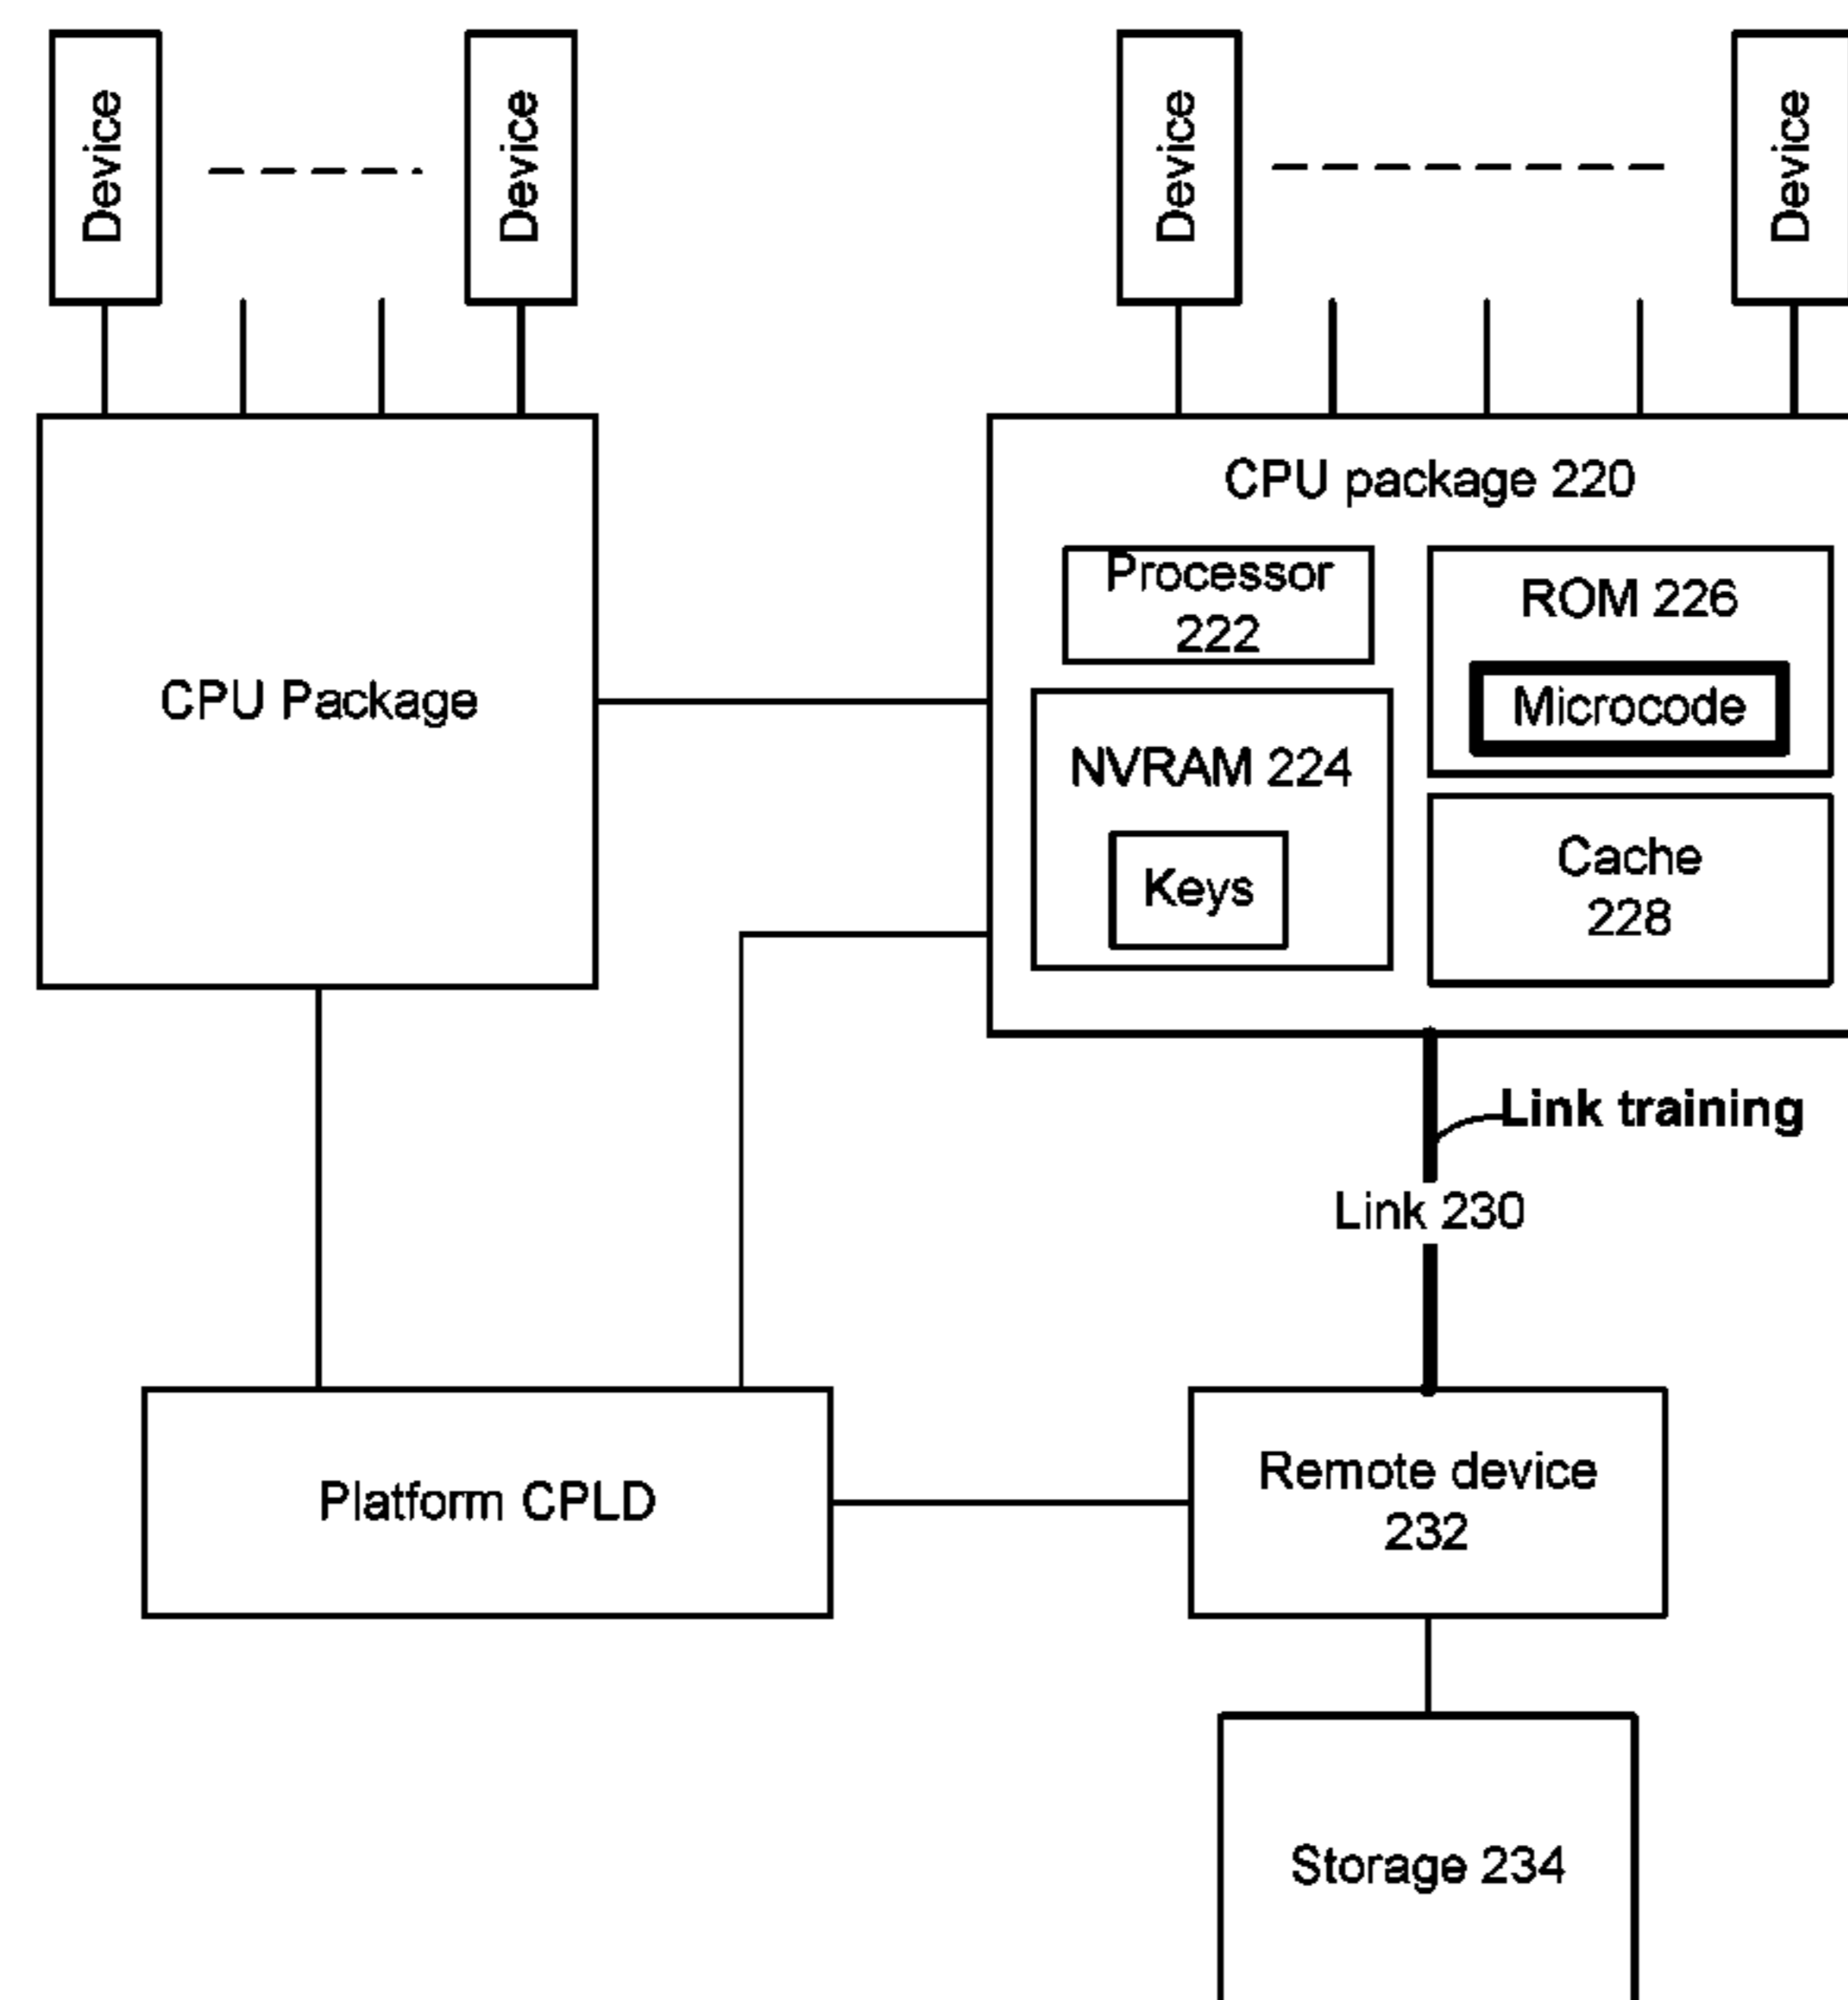 Device
Device
Device
Device
CPU Package
CPU package 220
Processor
222
ROM 226
Microcode
NVRAM 224
Keys
Cache
228
Link training
Link 230
Platform CPLD
Remote device
232
Storage 234